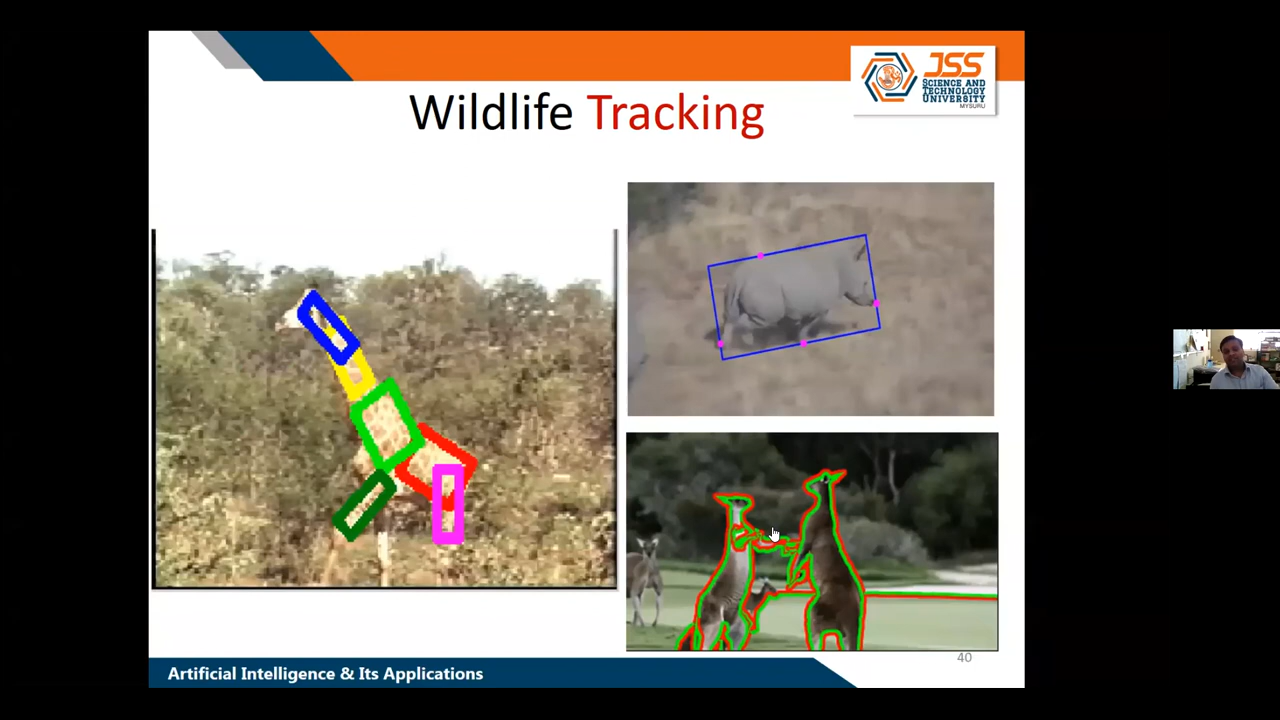 JSS
SCIENCE AND
TECHNOLOGY
UNIVERSITY
MYSURU
Wildlife Tracking
40
Artificial Intelligence & Its Applications